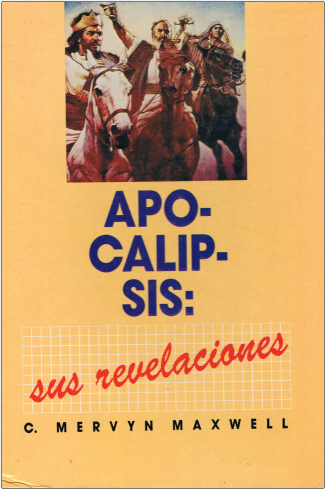 APO-
CALIP-
SIS:
sus revelaciones
C. MERVYN MAXWELL